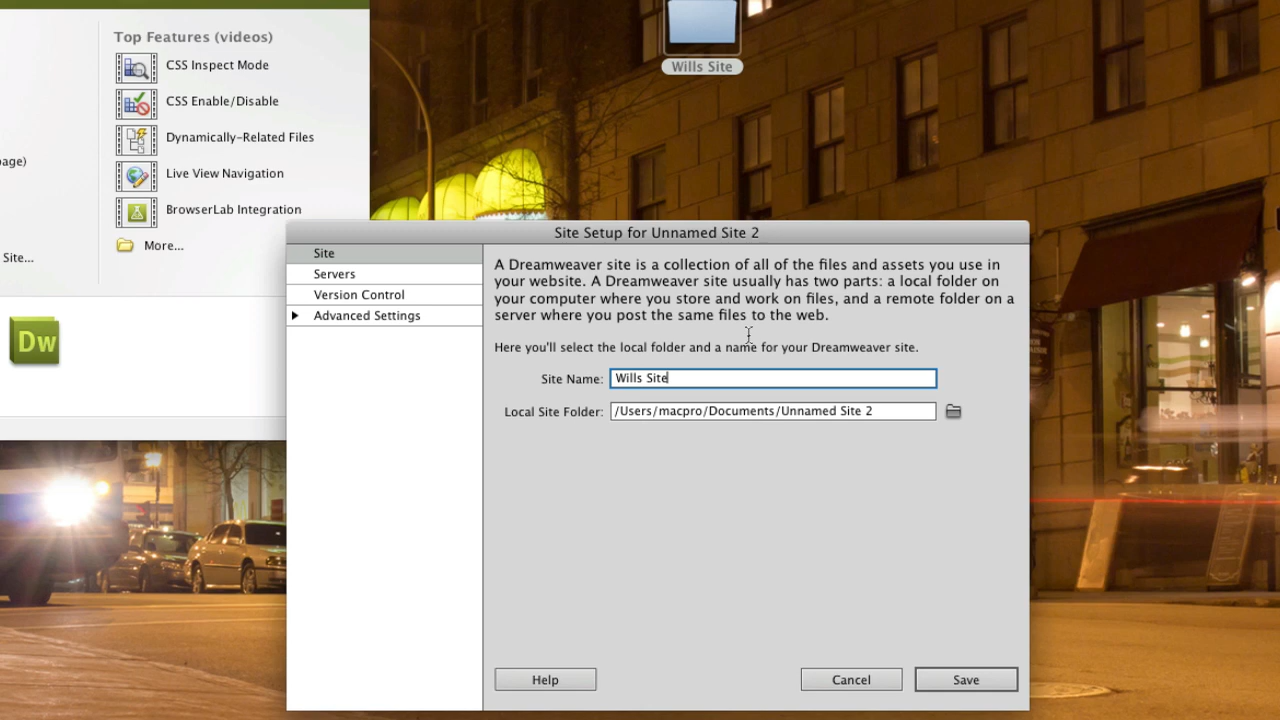 Top Features (videos)
CSS Inspect Mode
CSS Enable/Disable
Dynamically-Related Files
Live View Navigation
BrowserLab Integration
More...
age)
Site...
Dw
Wills Site
Site Setup for Unnamed Site 2
Site
Servers
Version Control
Advanced Settings
A Dreamweaver site is a collection of all of the files and assets you use in
your website. A Dreamweaver site usually has two parts: a local folder on
your computer where you store and work on files, and a remote folder on a
server where you post the same files to the web.
Here you'll select the local folder and a name for your Dreamweaver site.
Site Name: Wills Site
Local Site Folder: /Users/macpro/Documents/Unnamed Site 2
Help
Cancel
Save